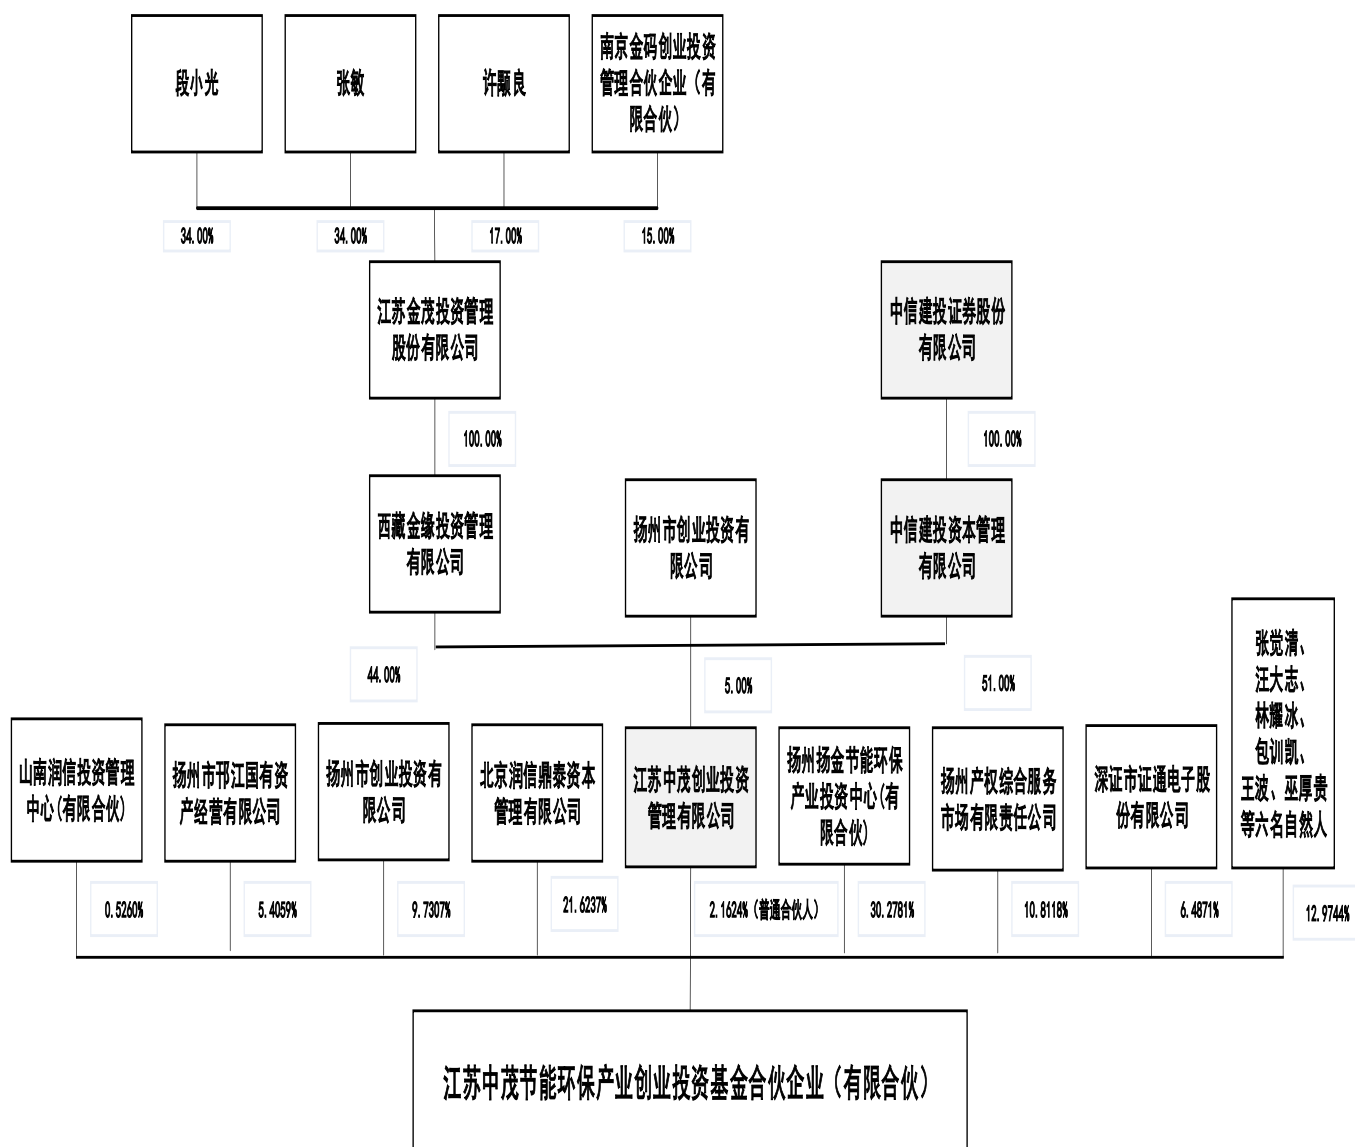 段小光
张敏
许颙良
南京金码创业投资
管理合伙企业（有
限合伙）
34.00%
34.00%
17.00%
15.00%
江苏金茂投资管理
股份有限公司
中信建投证券股份
有限公司
100.00%
100.00%
西藏金缘投资管理
有限公司
扬州市创业投资有
限公司
中信建投资本管理
有限公司
44.00%
5.00%
51.00%
山南润信投资管理
中心(有限合伙)
扬州市邗江国有资
产经营有限公司
扬州市创业投资有
限公司
北京润信鼎泰资本
管理有限公司
江苏中茂创业投资
管理有限公司
扬州扬金节能环保
产业投资中心(有
限合伙)
扬州产权综合服务
市场有限责任公司
深证市证通电子股
份有限公司
张觉清、
汪大志、
林耀冰、
包训凯、
王波、巫厚贵
等六名自然人
0.5260%
5.4059%
9.7307%
21.6237%
2.1624%（普通合伙人）
30.2781%
10.8118%
6.4871%
12.9744%
江苏中茂节能环保产业创业投资基金合伙企业（有限合伙）